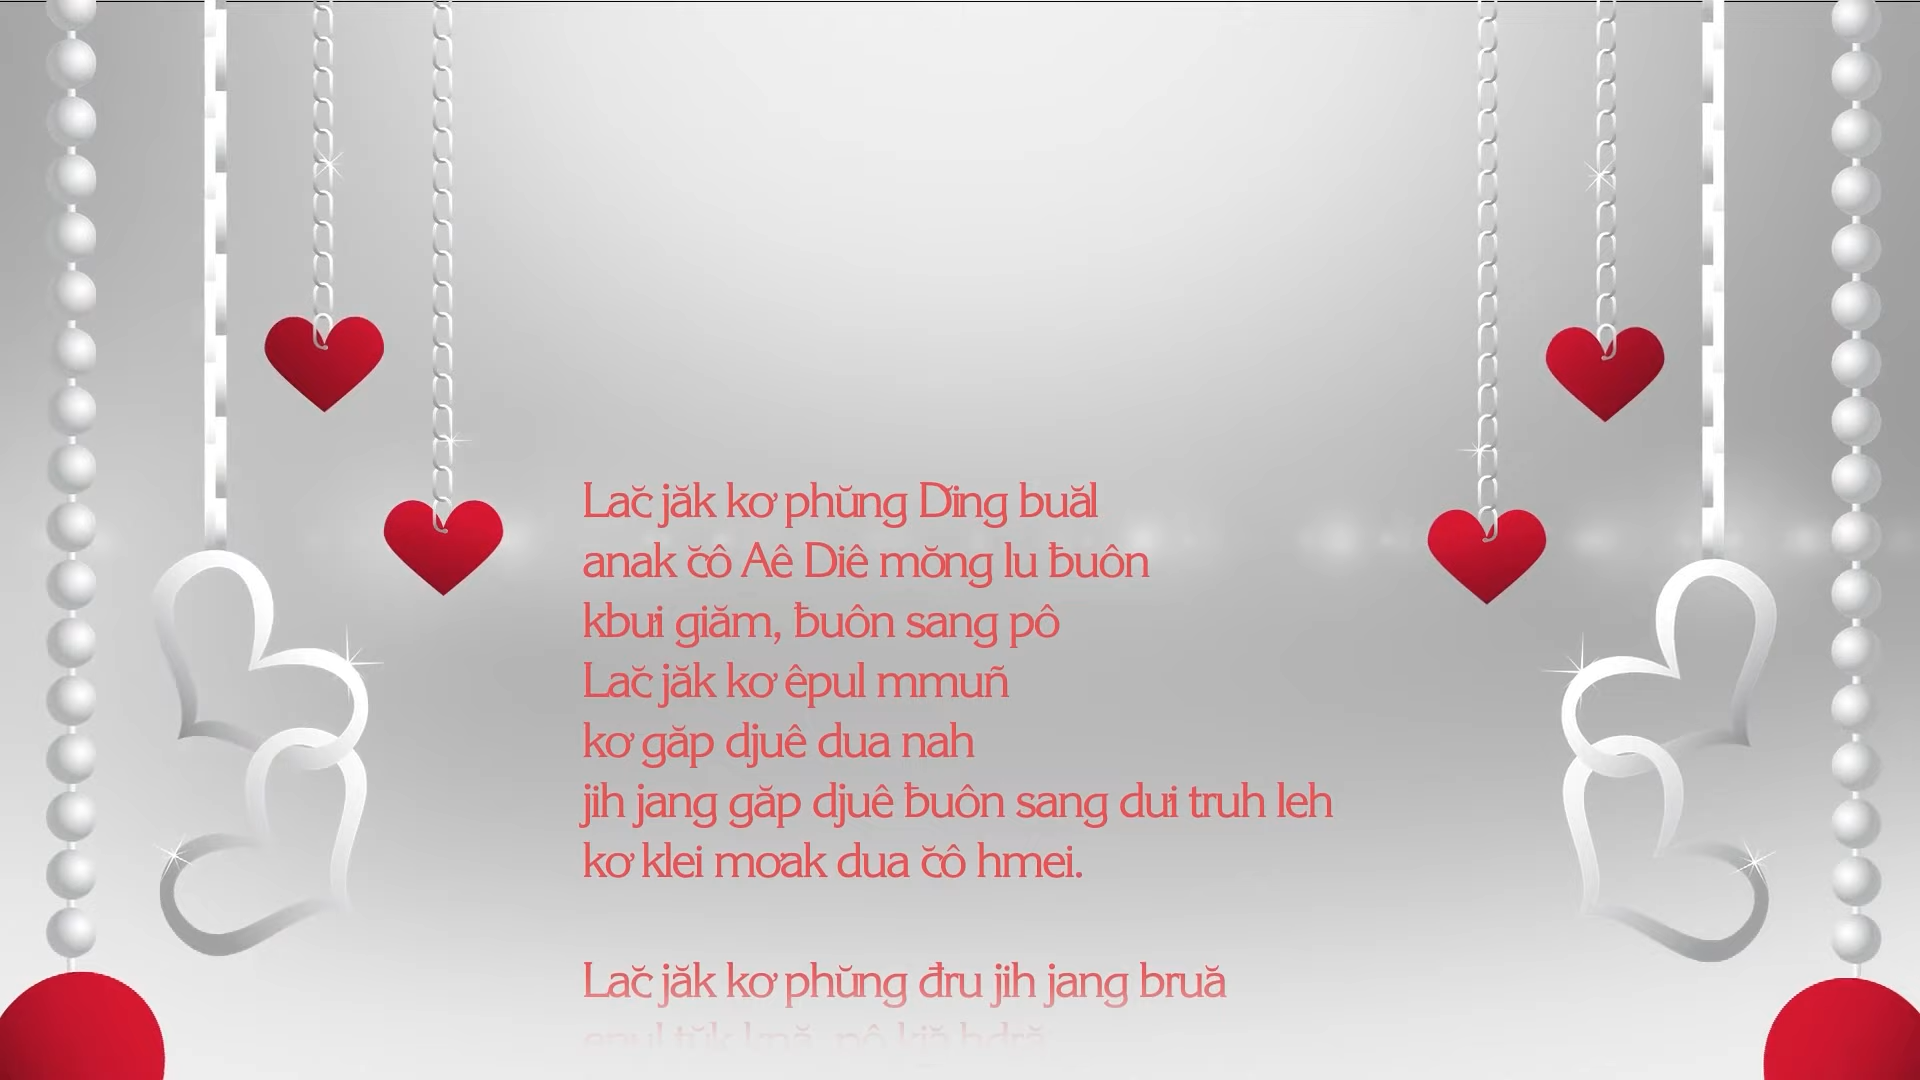 Lač̆ jăk kơ phŭng Dĭng buăl
anak čô Aê Diê mŏng lu ƀuôn
kbưi giăm, ƀuôn sang pô
Lač jăk kơ êpul mmuñ
kơ găp djuê dua nah
jih jang găp djuê ƀuôn sang dưi truh leh
kơ klei mơak dua čô hmei.
Lač jăk kơ phŭng đru jih jang bruă